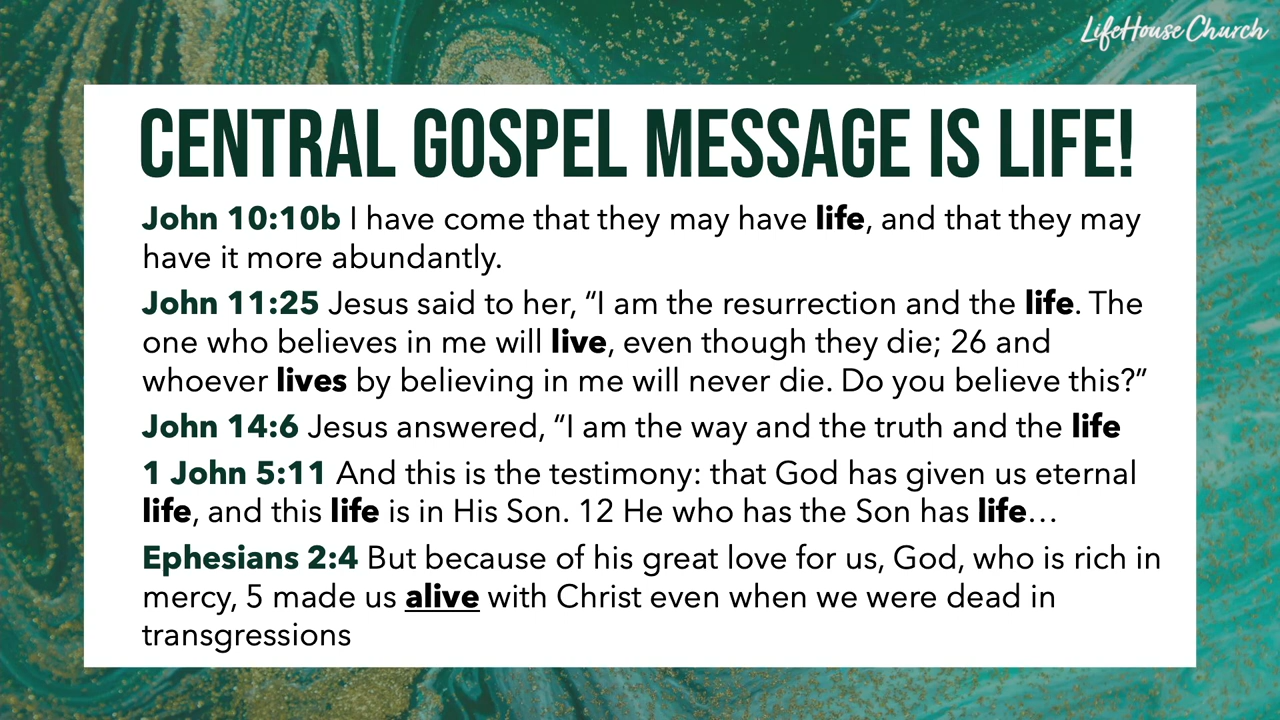 LifeHouse Church
CENTRAL GOSPEL MESSAGE IS LIFE!
John 10:10b I have come that they may have life, and that they may
have it more abundantly.
John 11:25 Jesus said to her, “I am the resurrection and the life. The
one who believes in me will live, even though they die; 26 and
whoever lives by believing in me will never die. Do you believe this?”
John 14:6 Jesus answered, “I am the way and the truth and the life
1 John 5:11 And this is the testimony: that God has given us eternal
life, and this life is in His Son. 12 He who has the Son has life…
Ephesians 2:4 But because of his great love for us, God, who is rich in
mercy, 5 made us alive with Christ even when we were dead in
transgressions